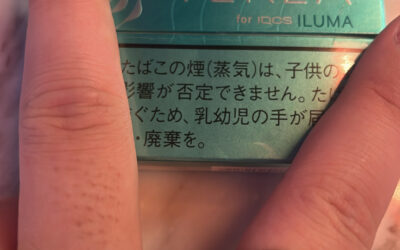 for IQOS ILUMA
たばこの煙(蒸気)は、子供の
影響が否定できません。た
ぐため、乳幼児の手が
・廃棄を。